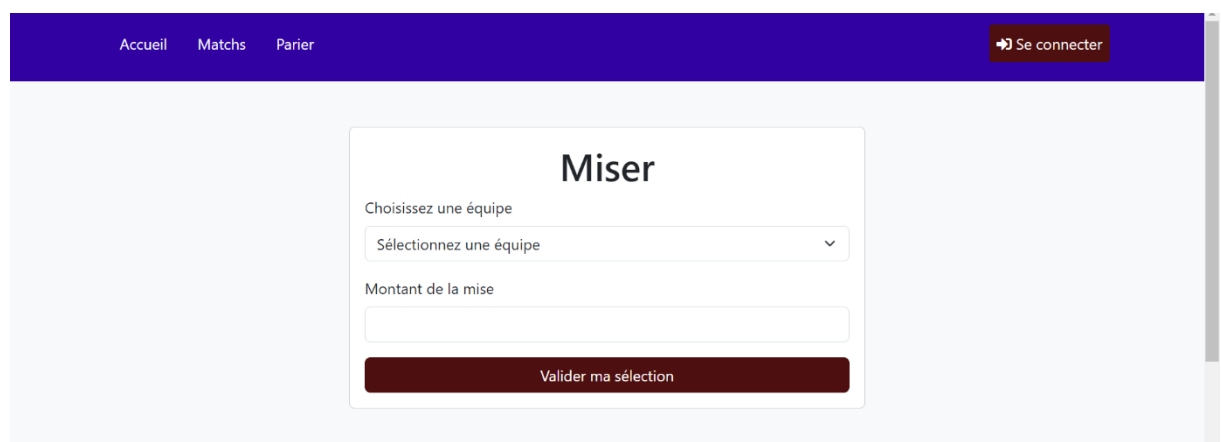 Accueil Matchs Parier Se connecter
Miser
Choisissez une équipe
Sélectionnez une équipe
Montant de la mise
Valider ma sélection